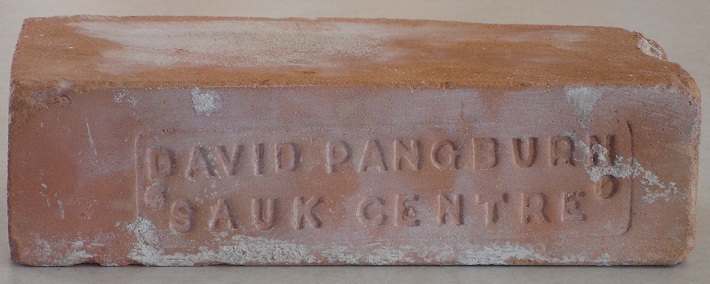 DAVID PANGBURN
SAUK CENTRE